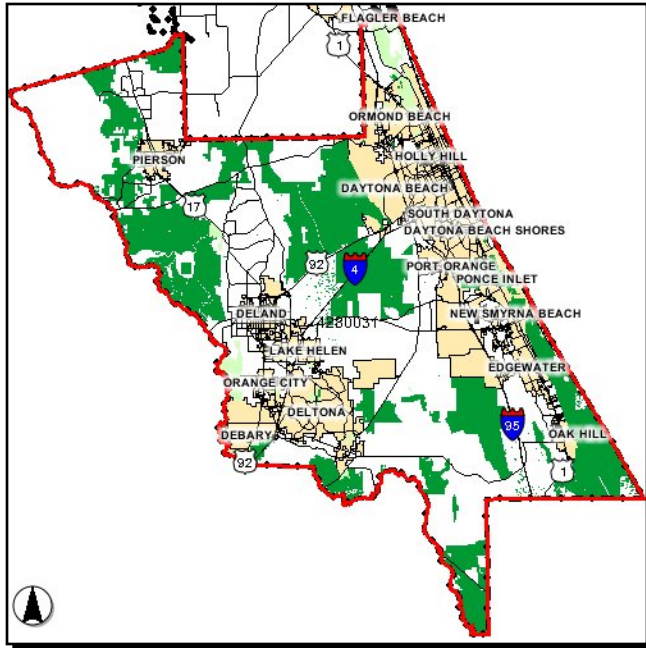 FLAGLER BEACH
1
ORMOND BEACH
HOLLY HILL
PIERSON
DAYTONA BEACH
17
SOUTH DAYTONA
DAYTONA BEACH SHORES
92
4
PORT ORANGE
PONCE INLET
DELAND
4230031
NEW SMYRNA BEACH
LAKE HELEN
EDGEWATER
ORANGE CITY
DELTONA
95
DEBARY
OAK HILL
92
1